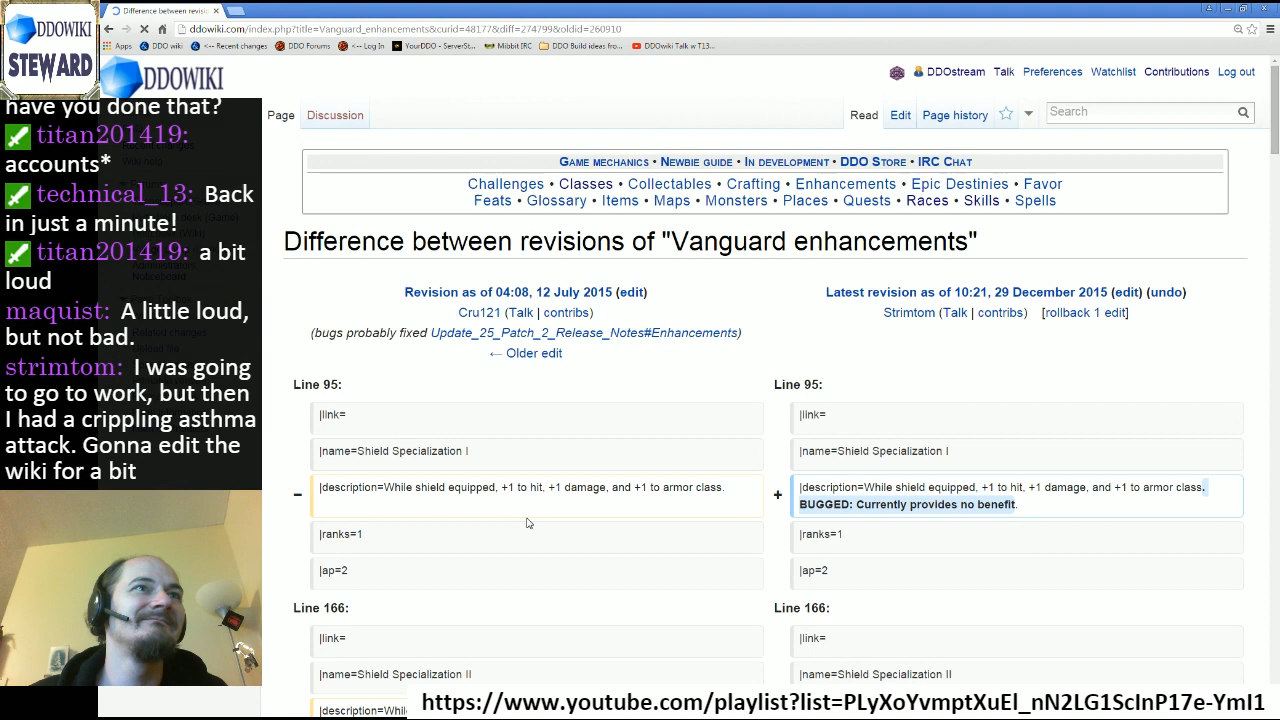 Difference between revisi
ddowiki.com/index.php?title=Vanguard_enhancements&curid=48177&diff=274799&oldid=260910
Apps
DDO wiki
<- Recent changes
DDO Forums
<- Log In
YourDDO - ServerSt...
Mibbit IRC
DDO Build ideas fro...
DDOwiki Talk w T13...
DDOWIKI
STEWARD
DDOWIKI
DDOstream Talk Preferences Watchlist Contributions Log out
Page Discussion
Read Edit Page history
Search
GAME MECHANICS • NEWBIE GUIDE • IN DEVELOPMENT • DDO STORE • IRC CHAT
Challenges • Classes • Collectables • Crafting • Enhancements • Epic Destinies • Favor
Feats • Glossary • Items • Maps • Monsters • Places • Quests • Races • Skills • Spells
have you done that?
titan201419:
accounts*
technical_13: Back
in just a minute!
titan201419: a bit
loud
maquist: A little loud,
but not bad.
strimtom: I was going
to go to work, but then
I had a crippling asthma
attack. Gonna edit the
wiki for a bit
Difference between revisions of "Vanguard enhancements"
Revision as of 04:08, 12 July 2015 (edit)
Cru121 (Talk | contribs)
(bugs probably fixed Update_25_Patch_2_Release_Notes#Enhancements)
← Older edit
Latest revision as of 10:21, 29 December 2015 (edit) (undo)
Strimtom (Talk | contribs) [rollback 1 edit]
Line 95:
|link=
|name=Shield Specialization I
− |description=While shield equipped, +1 to hit, +1 damage, and +1 to armor class.
|ranks=1
|ap=2
Line 166:
|link=
|name=Shield Specialization II
|description=Whil
Line 95:
|link=
|name=Shield Specialization I
+ |description=While shield equipped, +1 to hit, +1 damage, and +1 to armor class.
BUGGED: Currently provides no benefit.
|ranks=1
|ap=2
Line 166:
|link=
|name=Shield Specialization II
https://www.youtube.com/playlist?list=PLyXoYvmptXuEl_nN2LG1ScInP17e-YmI1